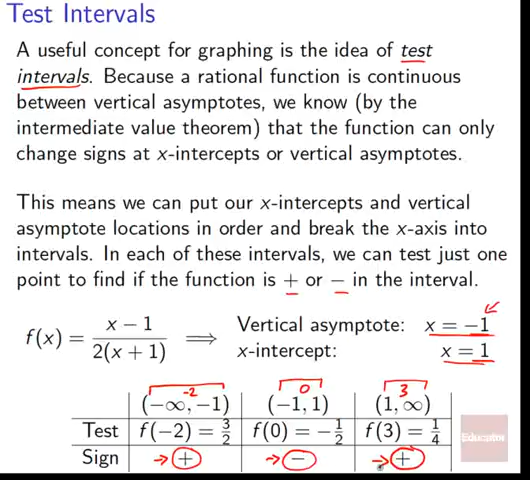 Test Intervals
A useful concept for graphing is the idea of test
intervals. Because a rational function is continuous
between vertical asymptotes, we know (by the
intermediate value theorem) that the function can only
change signs at x-intercepts or vertical asymptotes.
This means we can put our x-intercepts and vertical
asymptote locations in order and break the x-axis into
intervals. In each of these intervals, we can test just one
point to find if the function is + or − in the interval.
f(x) = (x − 1)/(2(x + 1)) ⟹ Vertical asymptote: x = −1
x-intercept: x = 1
-2 0 3
(−∞, −1) (−1, 1) (1, ∞)
Test f(−2) = 3/2 f(0) = −1/2 f(3) = 1/4
Sign + − +
Educator